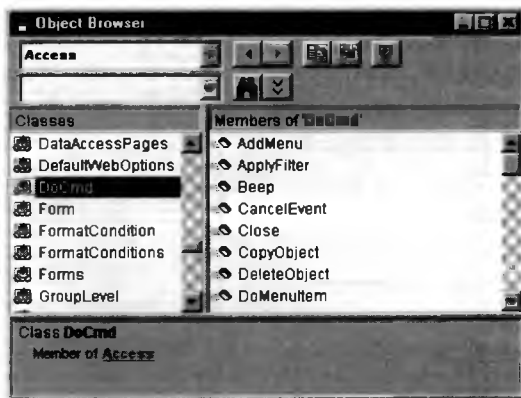 Object Browser
Access
Classes
Members of 'DoCmd'
DataAccessPages
DefaultWebOptions
DoCmd
Form
FormatCondition
FormatConditions
Forms
GroupLevel
AddMenu
ApplyFilter
Beep
CancelEvent
Close
CopyObject
DeleteObject
DoMenuItem
Class DoCmd
Member of Access